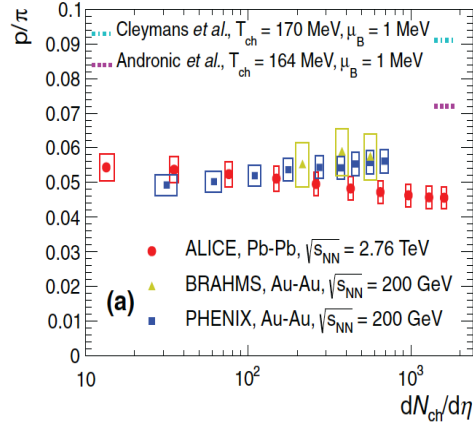 p/π
0.1
0.09
0.08
0.07
0.06
0.05
0.04
0.03
0.02
0.01
0
Cleymans et al., T_ch = 170 MeV, μ_B = 1 MeV
Andronic et al., T_ch = 164 MeV, μ_B = 1 MeV
ALICE, Pb-Pb, √s_NN = 2.76 TeV
BRAHMS, Au-Au, √s_NN = 200 GeV
PHENIX, Au-Au, √s_NN = 200 GeV
(a)
10 10² 10³
dN_ch/dη